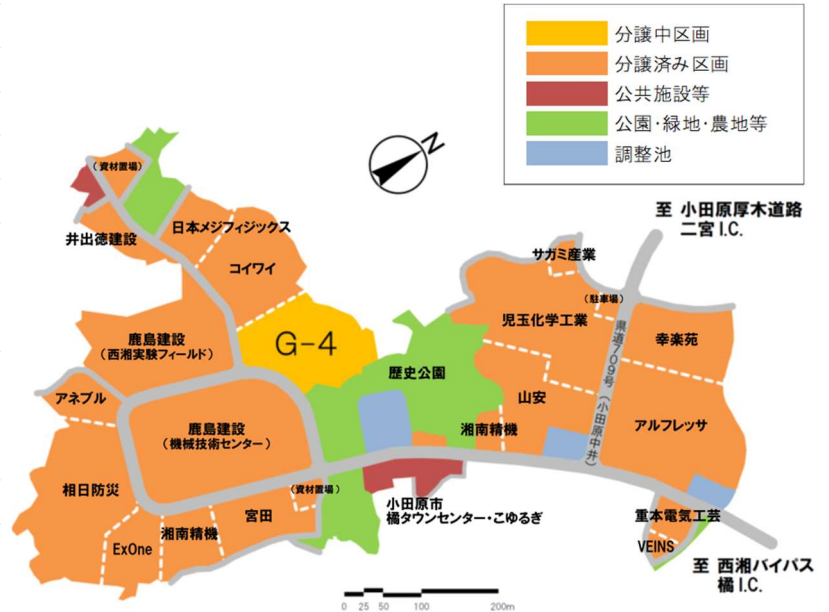 分譲中区画
分譲済み区画
公共施設等
公園・緑地・農地等
調整池
N
至 小田原厚木道路
二宮 I.C.
（資材置場）
井出徳建設
日本メジフィジックス
コイワイ
サガミ産業
（駐車場）
児玉化学工業
県道709号（小田原中井）
幸楽苑
鹿島建設
（西湘実験フィールド）
G-4
歴史公園
アネブル
鹿島建設
（機械技術センター）
山安
湘南精機
アルフレッサ
相日防災
（資材置場）
宮田
湘南精機
ExOne
小田原市
橘タウンセンター・こゆるぎ
重本電気工芸
VEINS
至 西湘バイパス
橘 I.C.
0 25 50 100 200m